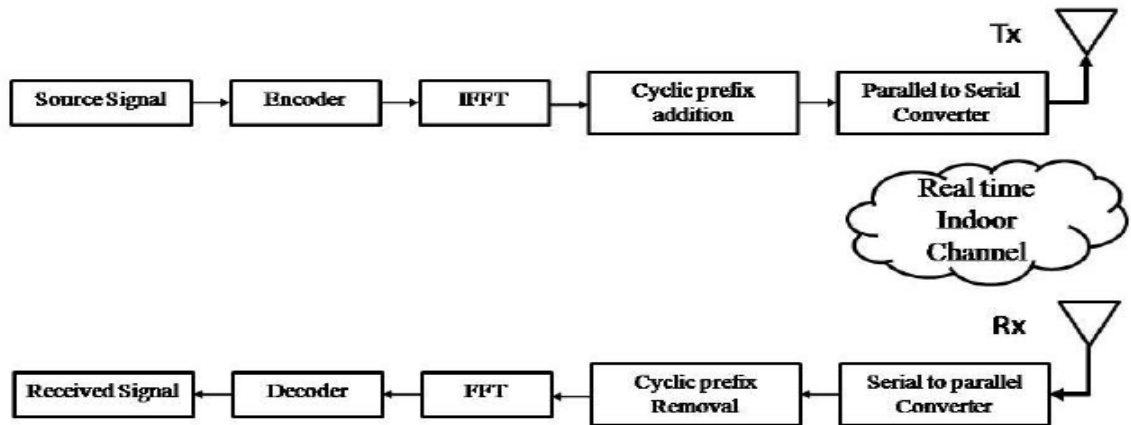 Tx
Source Signal
Encoder
IFFT
Cyclic prefix
addition
Parallel to Serial
Converter
Real time
Indoor
Channel
Rx
Received Signal
Decoder
FFT
Cyclic prefix
Removal
Serial to parallel
Converter